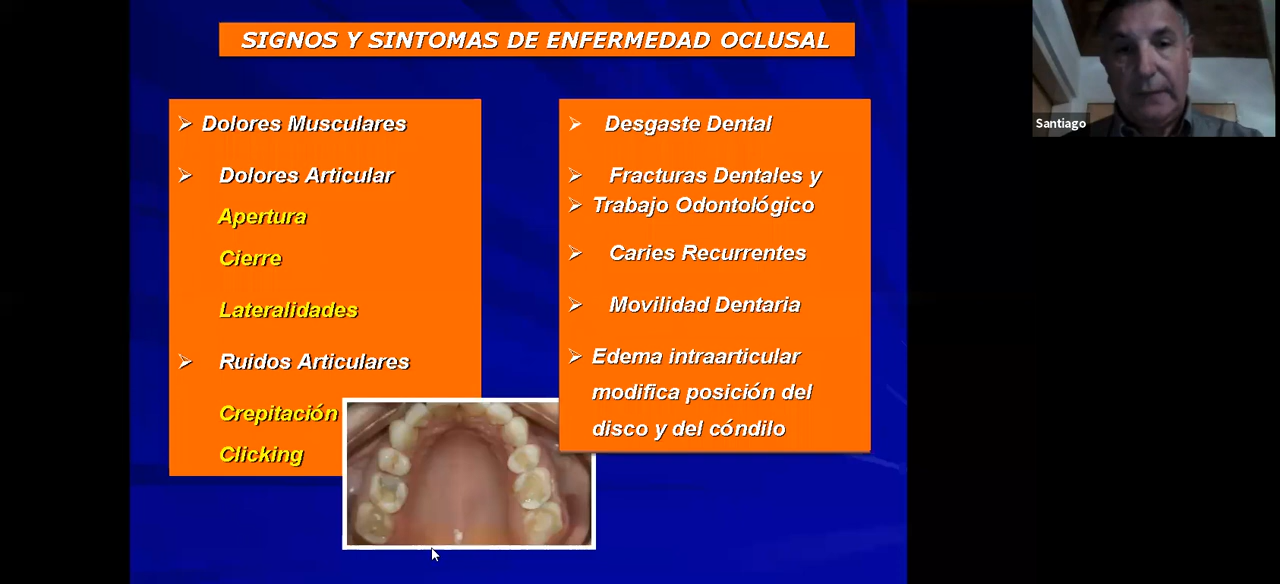 SIGNOS Y SINTOMAS DE ENFERMEDAD OCLUSAL
Dolores Musculares
Dolores Articular
Apertura
Cierre
Lateralidades
Ruidos Articulares
Crepitación
Clicking
Desgaste Dental
Fracturas Dentales y
Trabajo Odontológico
Caries Recurrentes
Movilidad Dentaria
Edema intraarticular
modifica posición del
disco y del cóndilo
Santiago